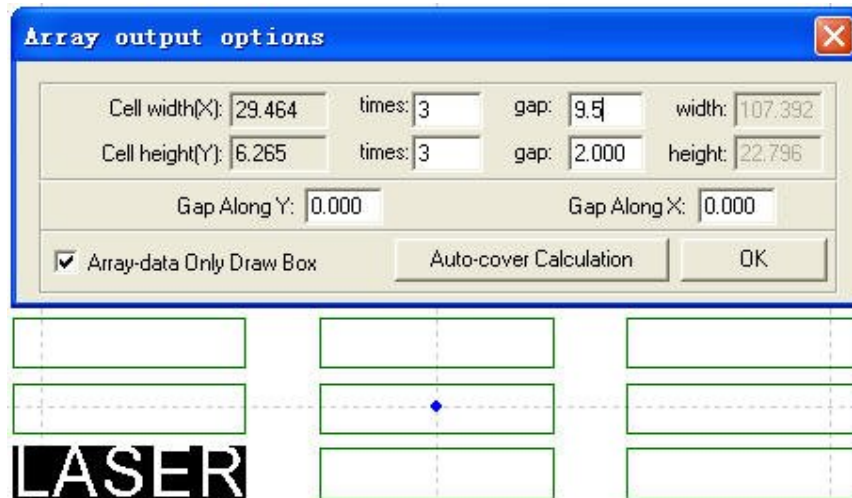 Array output options
Cell width(X): 29.464 times: 3 gap: 9.5 width: 107.392
Cell height(Y): 6.265 times: 3 gap: 2.000 height: 22.796
Gap Along Y: 0.000 Gap Along X: 0.000
Array-data Only Draw Box Auto-cover Calculation OK
LASER